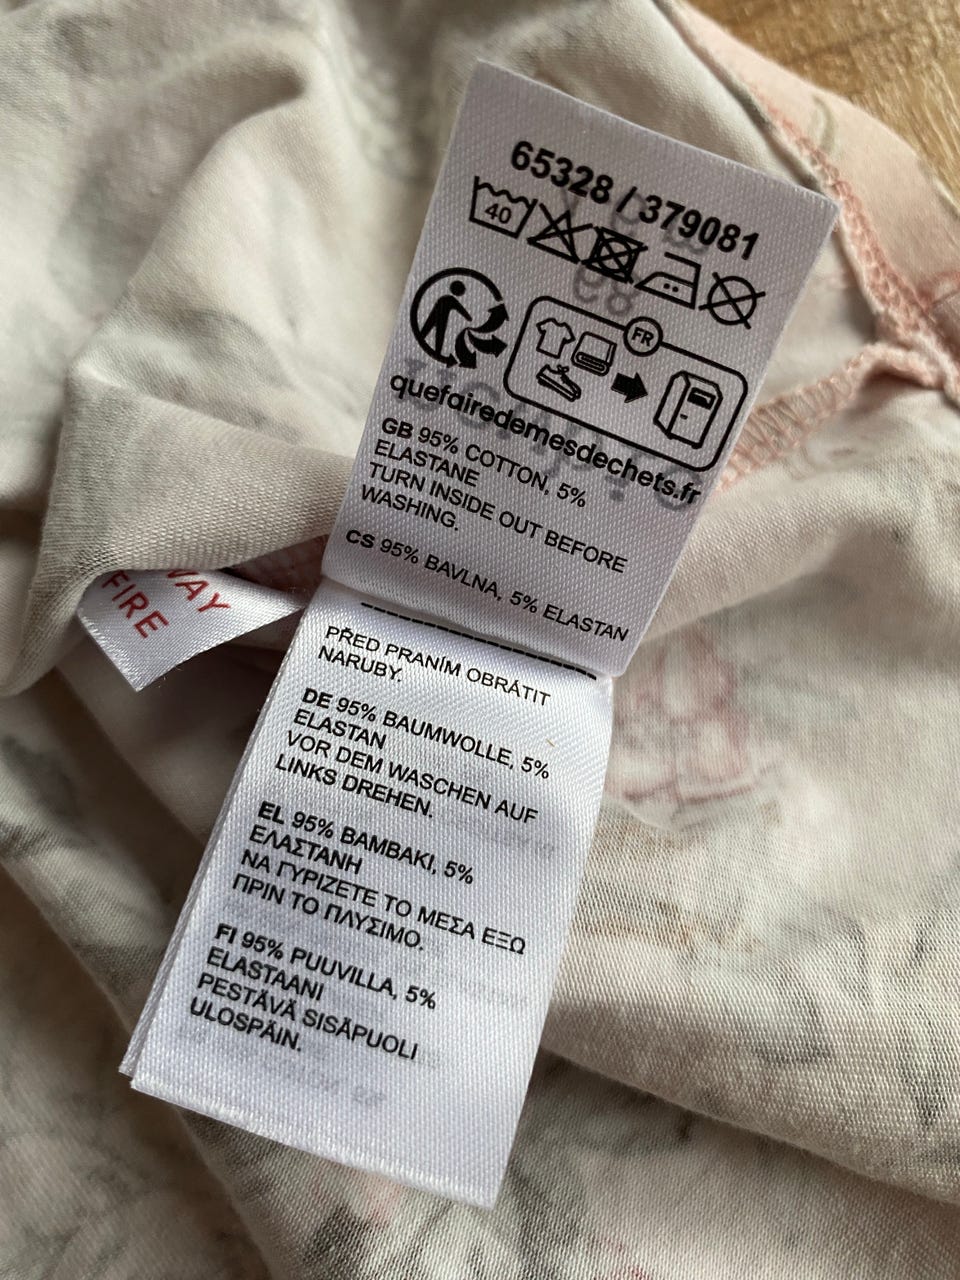 65328 / 379081
40
FR
quefairedemesdechets.fr
GB 95% COTTON, 5%
ELASTANE
TURN INSIDE OUT BEFORE
WASHING.
CS 95% BAVLNA, 5% ELASTAN
PŘED PRANÍM OBRÁTIT
NARUBY.
DE 95% BAUMWOLLE, 5%
ELASTAN
VOR DEM WASCHEN AUF
LINKS DREHEN.
EL 95% ΒΑΜΒΑΚΙ, 5%
ΕΛΑΣΤΑΝΗ
ΝΑ ΓΥΡΙΖΕΤΕ ΤΟ ΜΕΣΑ ΕΞΩ
ΠΡΙΝ ΤΟ ΠΛΥΣΙΜΟ.
FI 95% PUUVILLA, 5%
ELASTAANI
PESTÄVÄ SISÄPUOLI
ULOSPÄIN.
WAY
FIRE